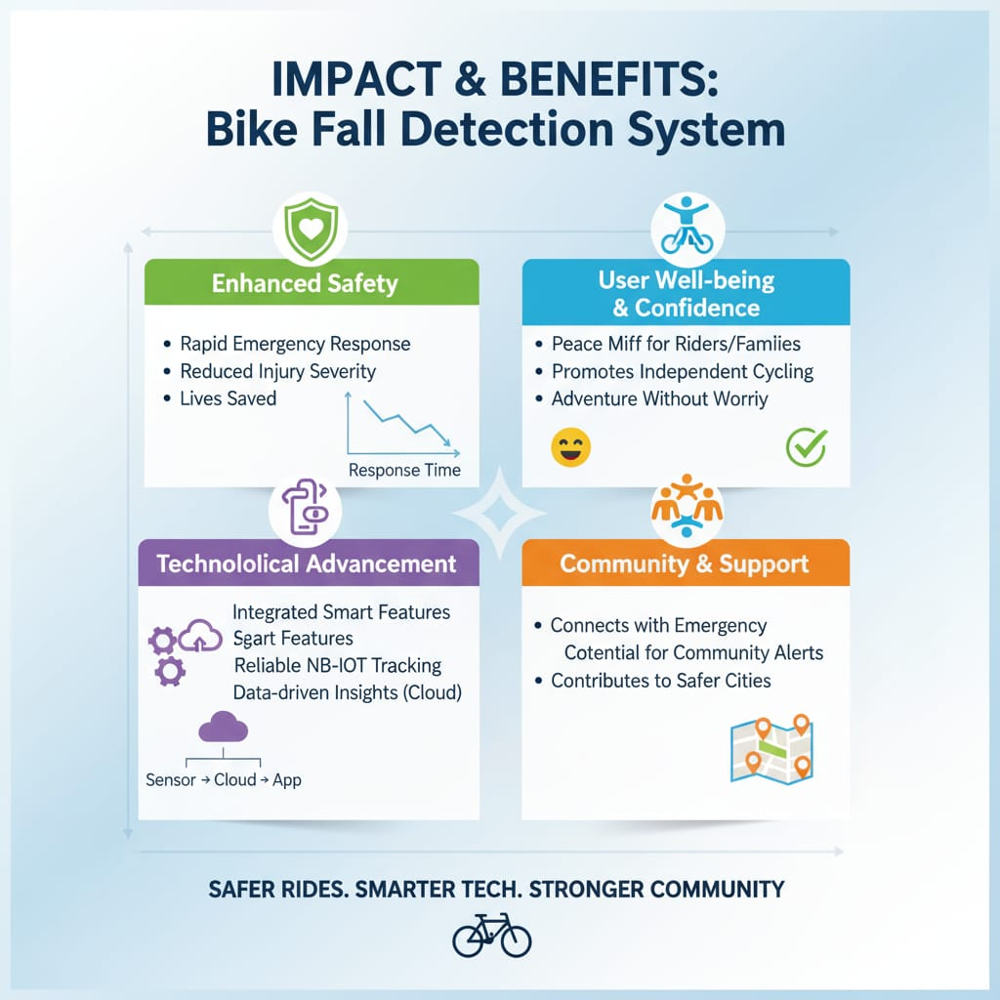 IMPACT & BENEFITS:
Bike Fall Detection System
Enhanced Safety
• Rapid Emergency Response
• Reduced Injury Severity
• Lives Saved
Response Time
User Well-being
& Confidence
• Peace Miff for Riders/Famiies
• Promotes Independent Cycling
• Adventure Without Worriy
Technololical Advancement
Integrated Smart Features
Sgart Features
Reliable NB-IOT Tracking
Data-driven Insights (Cloud)
Sensor → Cloud → App
Community & Support
• Connects with Emergency
Cotential for Community Alerts
• Contributes to Safer Cities
SAFER RIDES. SMARTER TECH. STRONGER COMMUNITY